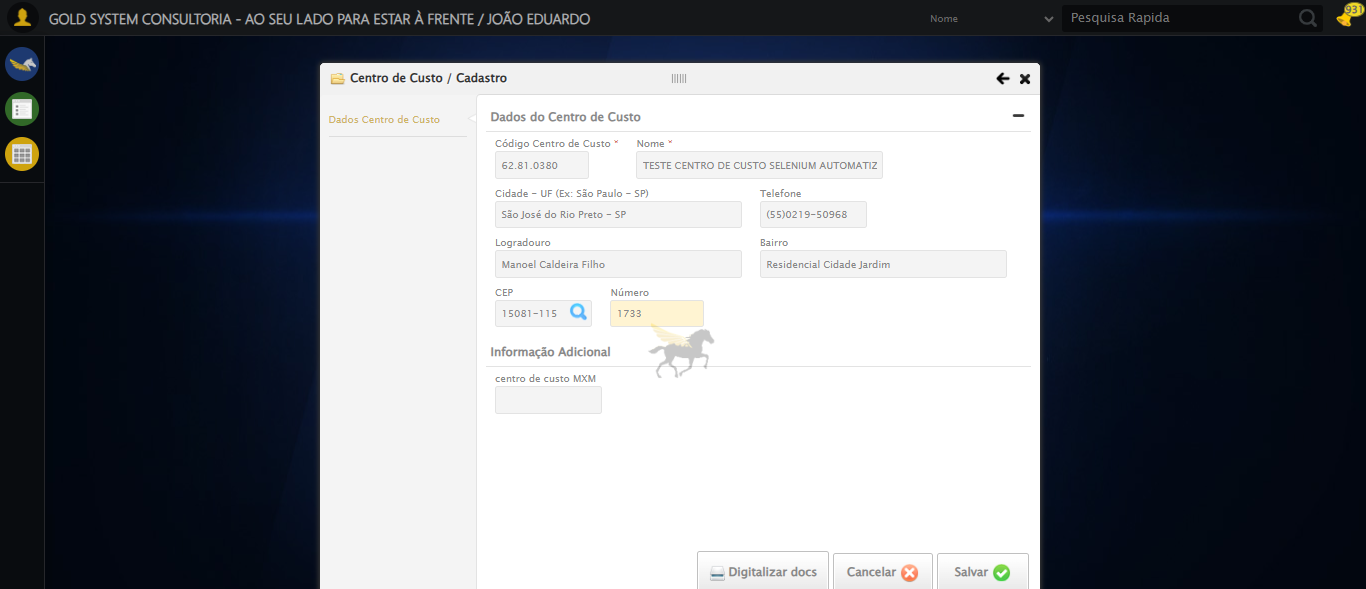 GOLD SYSTEM CONSULTORIA - AO SEU LADO PARA ESTAR À FRENTE / JOÃO EDUARDO
Nome
Pesquisa Rapida
931
Centro de Custo / Cadastro
Dados Centro de Custo
Dados do Centro de Custo
Código Centro de Custo * Nome *
62.81.0380 TESTE CENTRO DE CUSTO SELENIUM AUTOMATIZ
Cidade - UF (Ex: São Paulo - SP) Telefone
São José do Rio Preto - SP (55)0219-50968
Logradouro Bairro
Manoel Caldeira Filho Residencial Cidade Jardim
CEP Número
15081-115 1733
Informação Adicional
centro de custo MXM
Digitalizar docs Cancelar Salvar